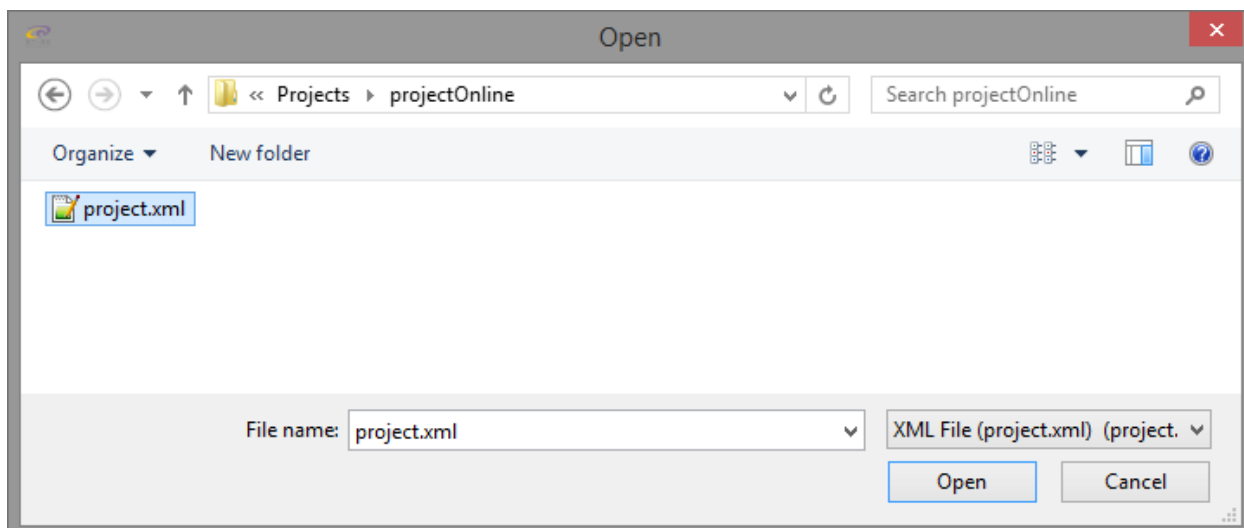 Open
« Projects projectOnline
Search projectOnline
Organize New folder
project.xml
File name: project.xml
XML File (project.xml) (project.
Open Cancel